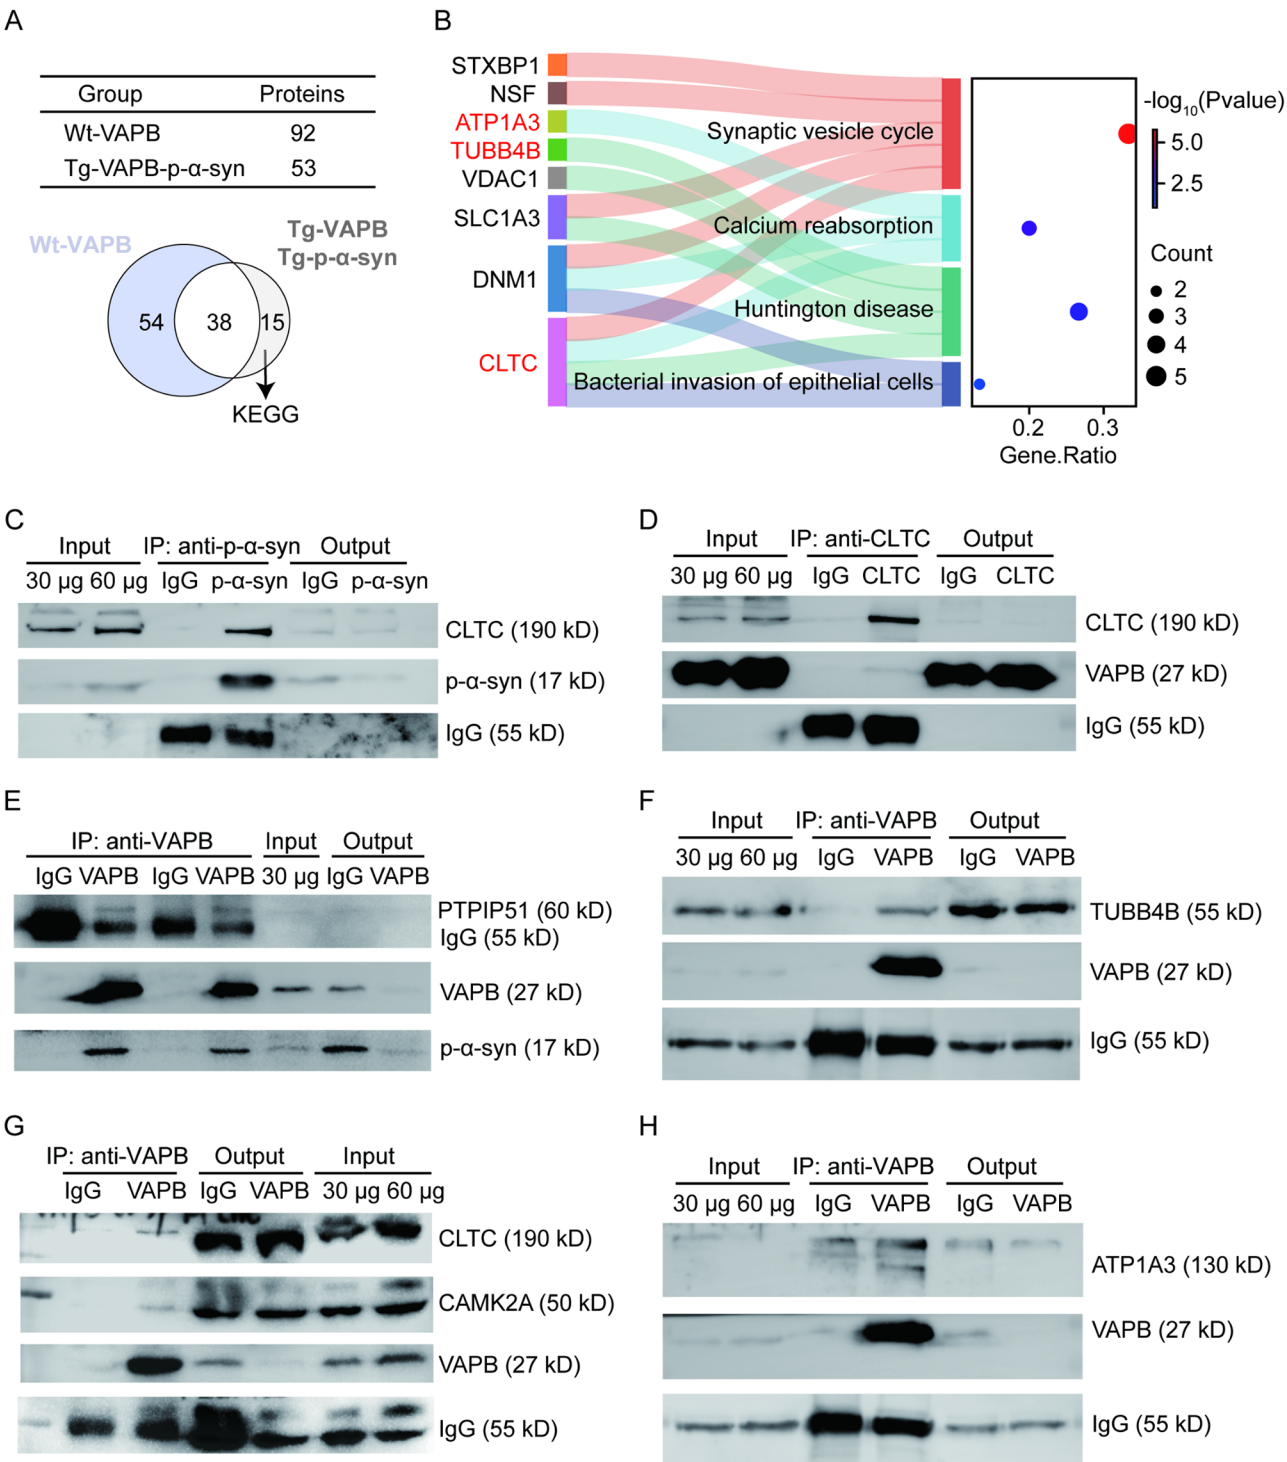 A
Group Proteins
Wt-VAPB 92
Tg-VAPB-p-α-syn 53
Wt-VAPB
Tg-VAPB
Tg-p-α-syn
54 38 15
KEGG
B
STXBP1
NSF
ATP1A3
TUBB4B
VDAC1
SLC1A3
DNM1
CLTC
Synaptic vesicle cycle
Calcium reabsorption
Huntington disease
Bacterial invasion of epithelial cells
0.2 0.3
Gene.Ratio
-log10(Pvalue)
5.0
2.5
Count
2
3
4
5
C
Input IP: anti-p-α-syn Output
30 µg 60 µg IgG p-α-syn IgG p-α-syn
CLTC (190 kD)
p-α-syn (17 kD)
IgG (55 kD)
D
Input IP: anti-CLTC Output
30 µg 60 µg IgG CLTC IgG CLTC
CLTC (190 kD)
VAPB (27 kD)
IgG (55 kD)
E
IP: anti-VAPB Input Output
IgG VAPB IgG VAPB 30 µg IgG VAPB
PTPIP51 (60 kD)
IgG (55 kD)
VAPB (27 kD)
p-α-syn (17 kD)
F
Input IP: anti-VAPB Output
30 µg 60 µg IgG VAPB IgG VAPB
TUBB4B (55 kD)
VAPB (27 kD)
IgG (55 kD)
G
IP: anti-VAPB Output Input
IgG VAPB IgG VAPB 30 µg 60 µg
CLTC (190 kD)
CAMK2A (50 kD)
VAPB (27 kD)
IgG (55 kD)
H
Input IP: anti-VAPB Output
30 µg 60 µg IgG VAPB IgG VAPB
ATP1A3 (130 kD)
VAPB (27 kD)
IgG (55 kD)